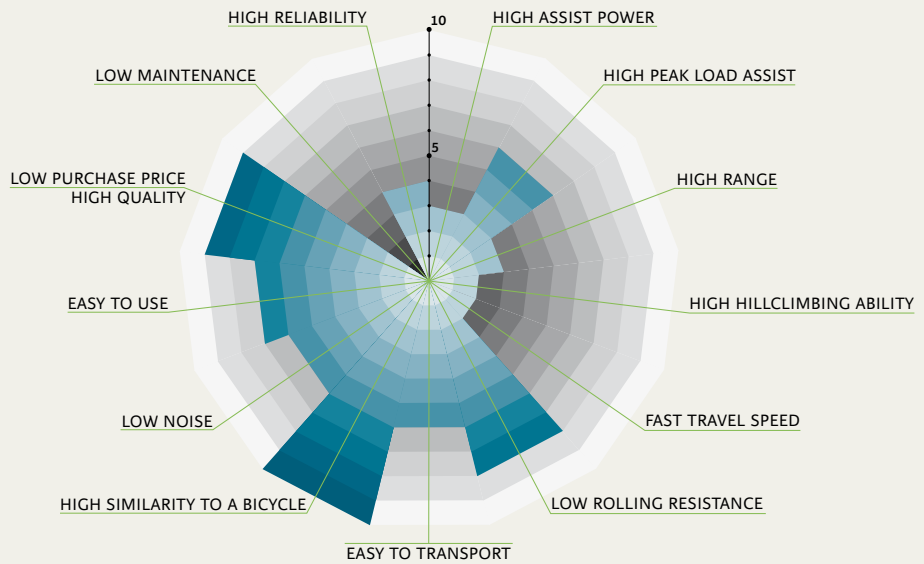 10
HIGH RELIABILITY
HIGH ASSIST POWER
LOW MAINTENANCE
HIGH PEAK LOAD ASSIST
5
LOW PURCHASE PRICE
HIGH QUALITY
HIGH RANGE
EASY TO USE
HIGH HILLCLIMBING ABILITY
LOW NOISE
FAST TRAVEL SPEED
HIGH SIMILARITY TO A BICYCLE
LOW ROLLING RESISTANCE
EASY TO TRANSPORT